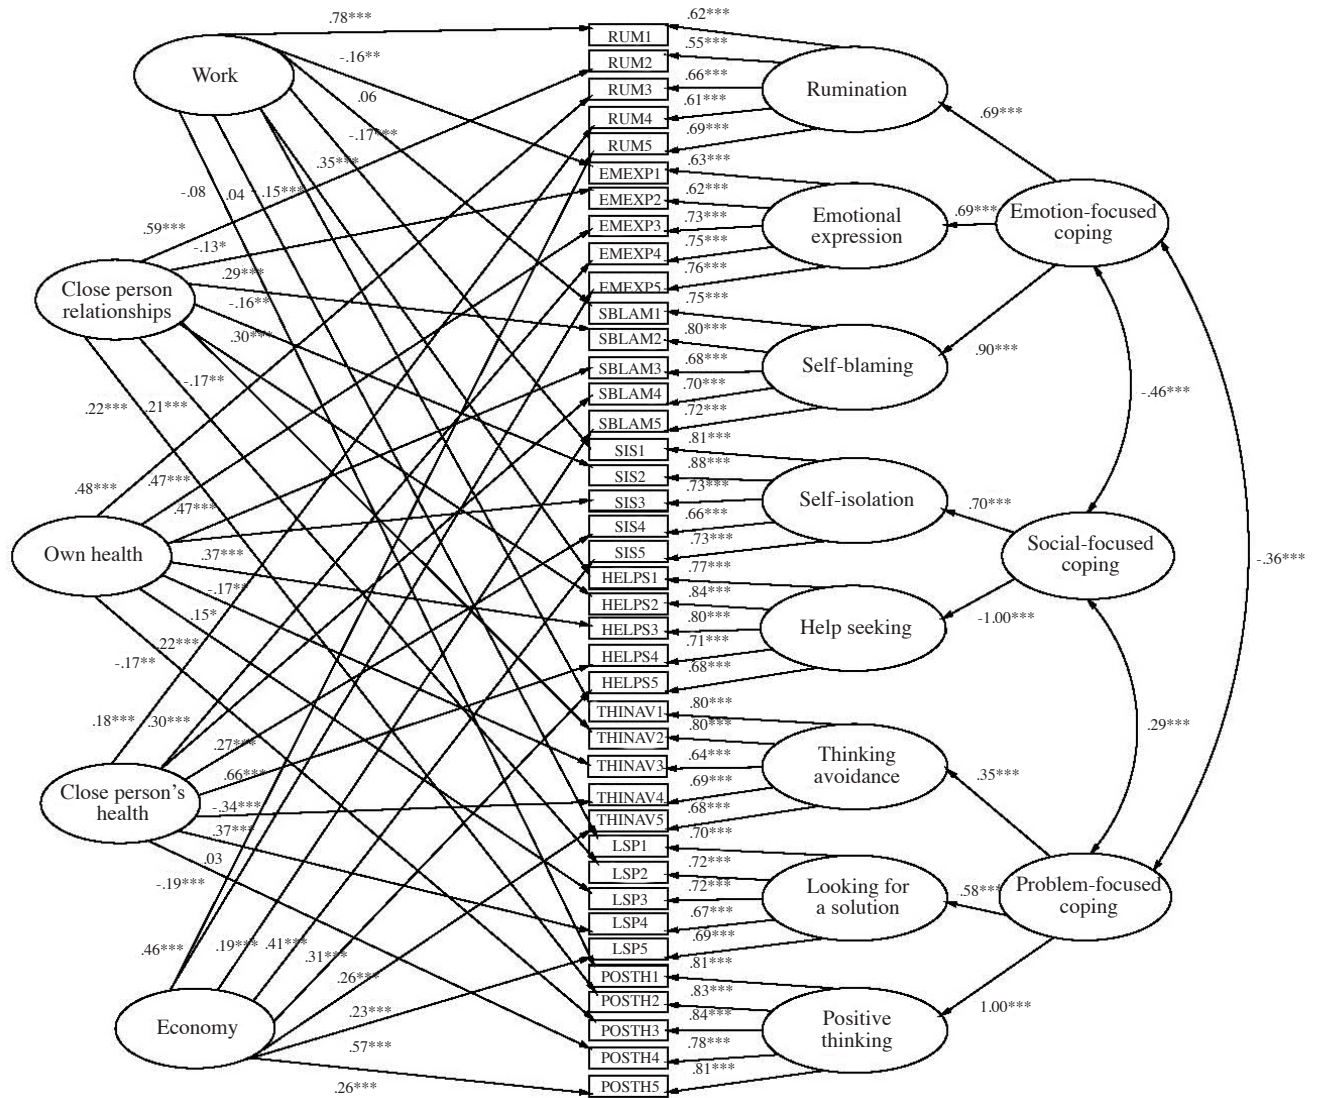 .78***
-.16**
.06
-.17***
.35***
-.08
.04
-.15***
Work
.59***
-.13*
.29***
-.16**
.30***
Close person
relationships
-.17**
.22***
.21***
.48***
.47***
.47***
Own health
.37***
-.17**
.15*
.22***
-.17**
.18***
.30***
.27***
.66***
Close person's
health
-.34***
.37***
.03
-.19***
.46***
.19***
.41***
.31***
.26***
Economy
.23***
.57***
.26***
RUM1
RUM2
RUM3
RUM4
RUM5
EMEXP1
EMEXP2
EMEXP3
EMEXP4
EMEXP5
SBLAM1
SBLAM2
SBLAM3
SBLAM4
SBLAM5
SIS1
SIS2
SIS3
SIS4
SIS5
HELPS1
HELPS2
HELPS3
HELPS4
HELPS5
THINAV1
THINAV2
THINAV3
THINAV4
THINAV5
LSP1
LSP2
LSP3
LSP4
LSP5
POSTH1
POSTH2
POSTH3
POSTH4
POSTH5
.62***
.55***
.66***
.61***
.69***
Rumination
.63***
.62***
.73***
.75***
.76***
Emotional
expression
.75***
.80***
.68***
.70***
.72***
Self-blaming
.81***
.88***
.73***
.66***
.73***
Self-isolation
.77***
.84***
.80***
.71***
.68***
Help seeking
.80***
.80***
.64***
.69***
.68***
Thinking
avoidance
.70***
.72***
.72***
.67***
.69***
Looking for
a solution
.81***
.83***
.84***
.78***
.81***
Positive
thinking
.69***
.69***
Emotion-focused
coping
.90***
-.46***
.70***
Social-focused
coping
-1.00***
-.36***
.29***
.35***
.58***
Problem-focused
coping
1.00***